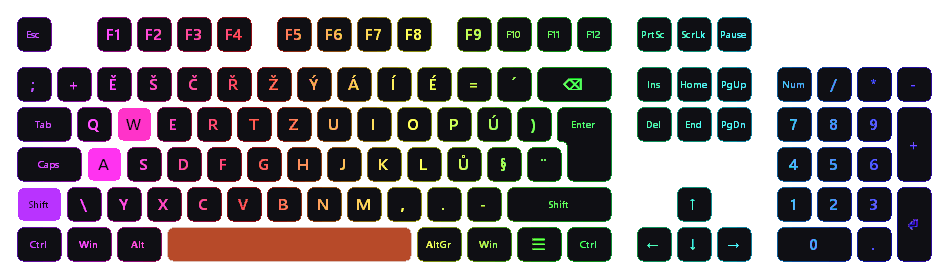 Esc F1 F2 F3 F4 F5 F6 F7 F8 F9 F10 F11 F12 PrtSc ScrLk Pause
; + Ě Š Č Ř Ž Ý Á Í É = ´ ⌫ Ins Home PgUp Num / * -
Tab Q W E R T Z U I O P Ú ) Enter Del End PgDn 7 8 9 +
Caps A S D F G H J K L Ů § ¨ 4 5 6
Shift \ Y X C V B N M , . - Shift ↑ 1 2 3
Ctrl Win Alt AltGr Win ☰ Ctrl ← ↓ → 0 .